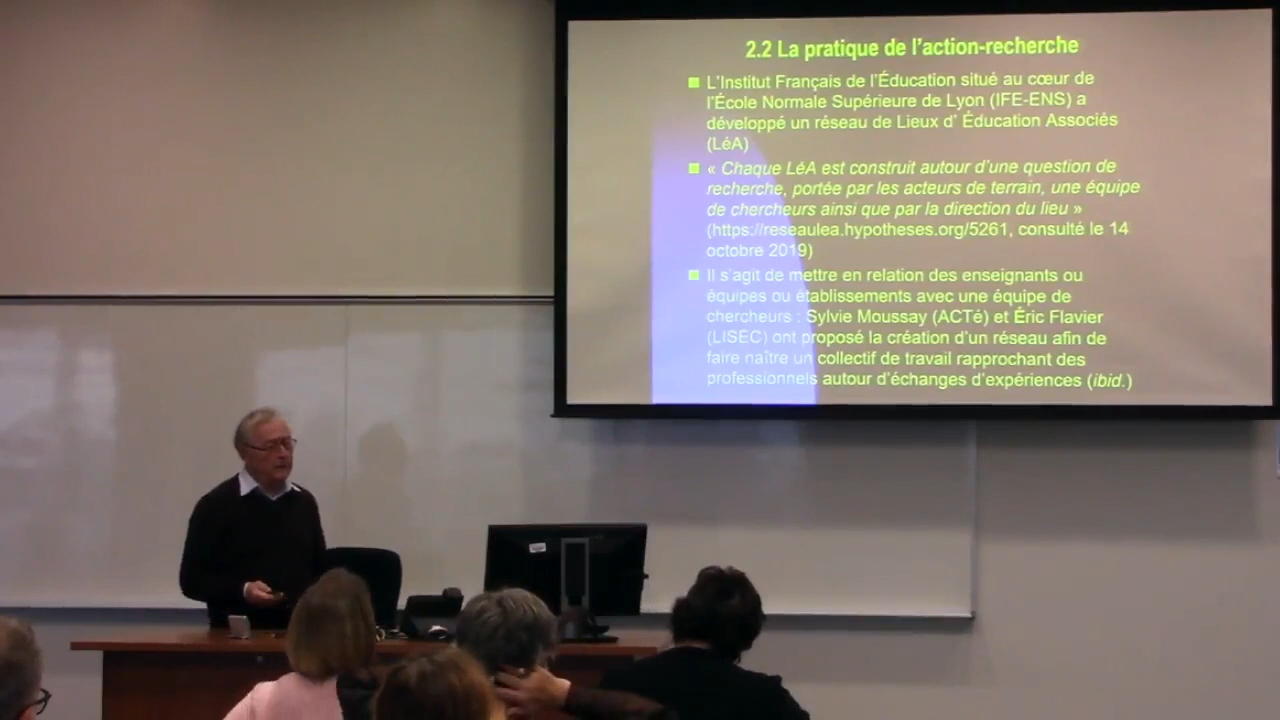 2.2 La pratique de l’action-recherche
L’Institut Français de l’Éducation situé au cœur de
l’École Normale Supérieure de Lyon (IFE-ENS) a
développé un réseau de Lieux d’ Éducation Associés
(LéA)
« Chaque LéA est construit autour d’une question de
recherche, portée par les acteurs de terrain, une équipe
de chercheurs ainsi que par la direction du lieu »
(https://reseaulea.hypotheses.org/5261, consulté le 14
octobre 2019)
Il s’agit de mettre en relation des enseignants ou
équipes ou établissements avec une équipe de
chercheurs : Sylvie Moussay (ACTé) et Éric Flavier
(LISEC) ont proposé la création d’un réseau afin de
faire naître un collectif de travail rapprochant des
professionnels autour d’échanges d’expériences (ibid.)